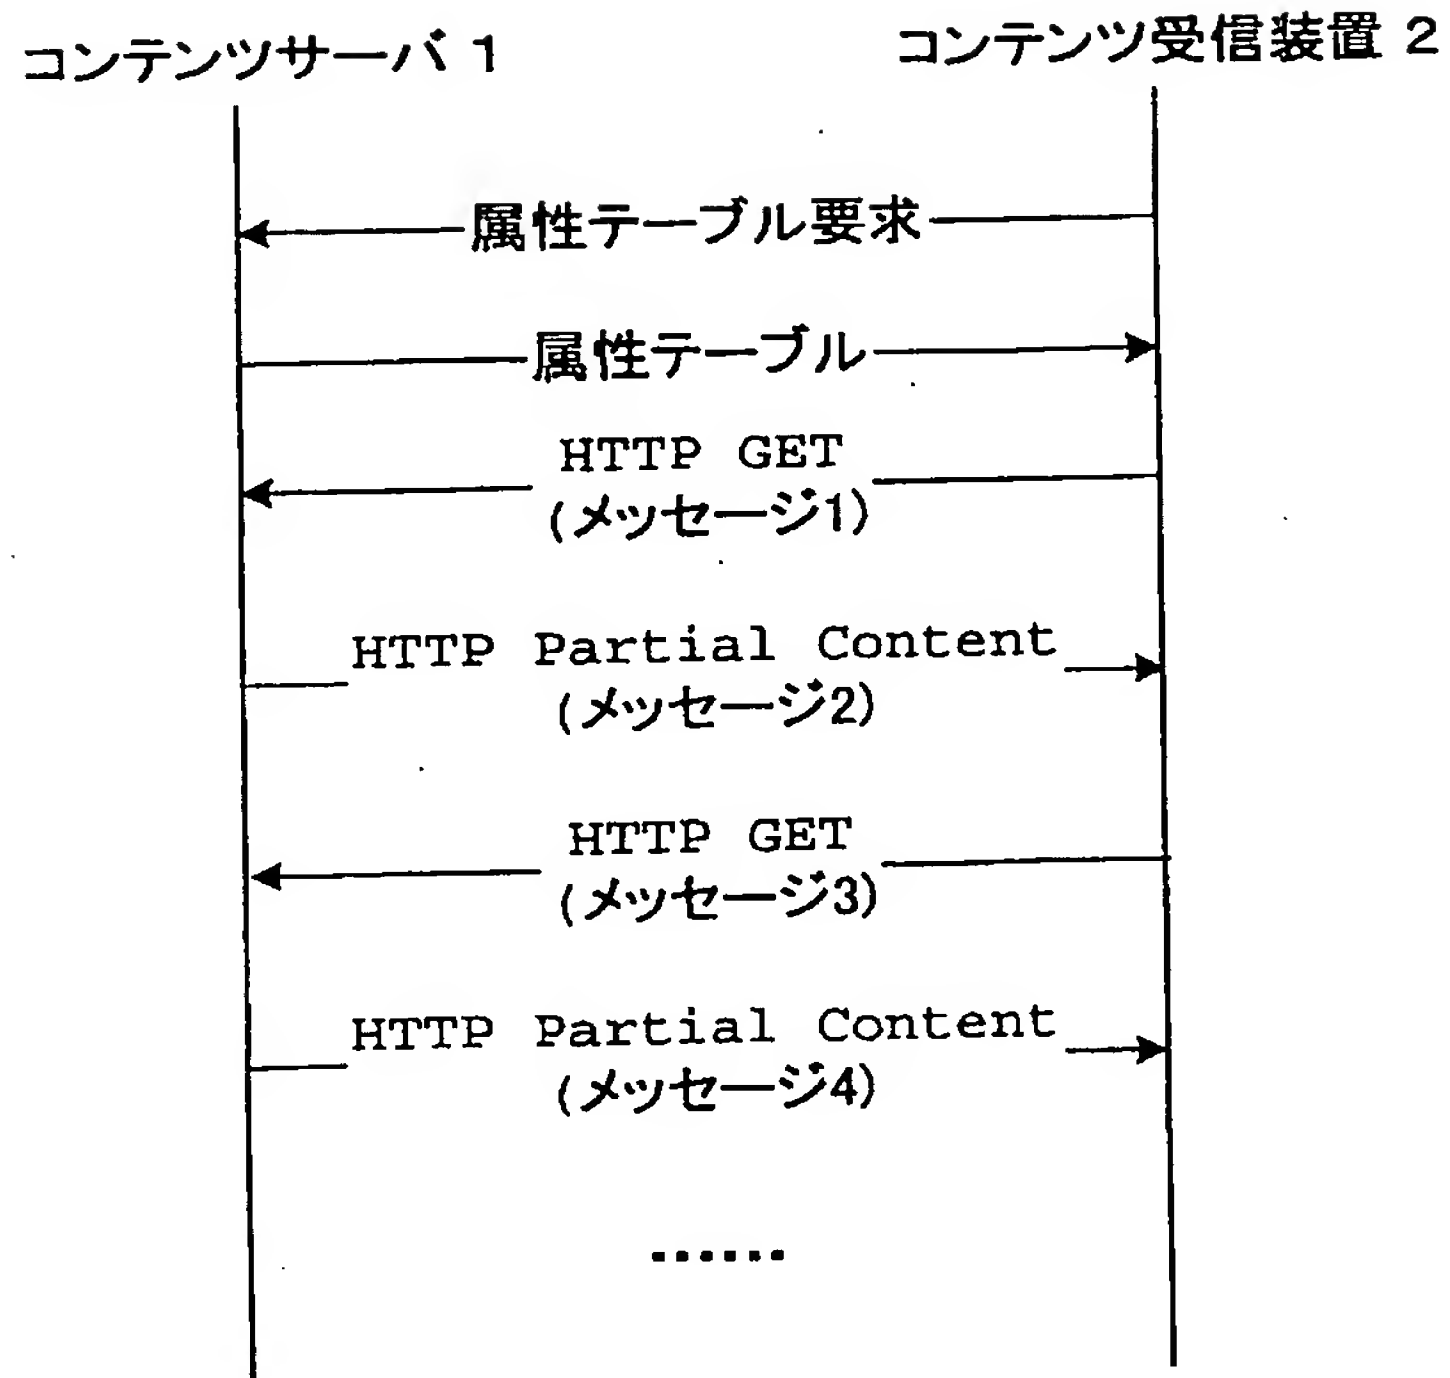 コンテンツサーバ 1
コンテンツ受信装置 2
属性テーブル要求
属性テーブル
HTTP GET
(メッセージ1)
HTTP Partial Content
(メッセージ2)
HTTP GET
(メッセージ3)
HTTP Partial Content
(メッセージ4)
......